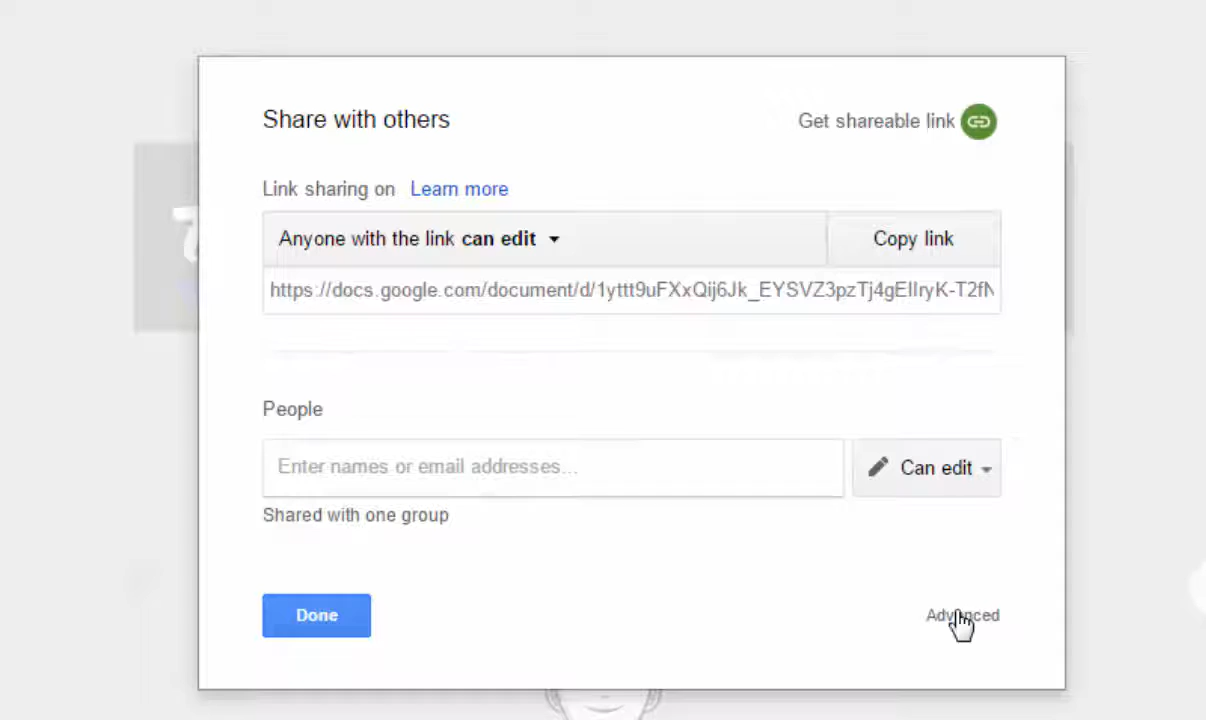 Share with others
Get shareable link
Link sharing on Learn more
Anyone with the link can edit
Copy link
https://docs.google.com/document/d/1yttt9uFXxQij6Jk_EYSVZ3pzTj4gEIlryK-T2fN
People
Enter names or email addresses...
Can edit
Shared with one group
Done
Advanced